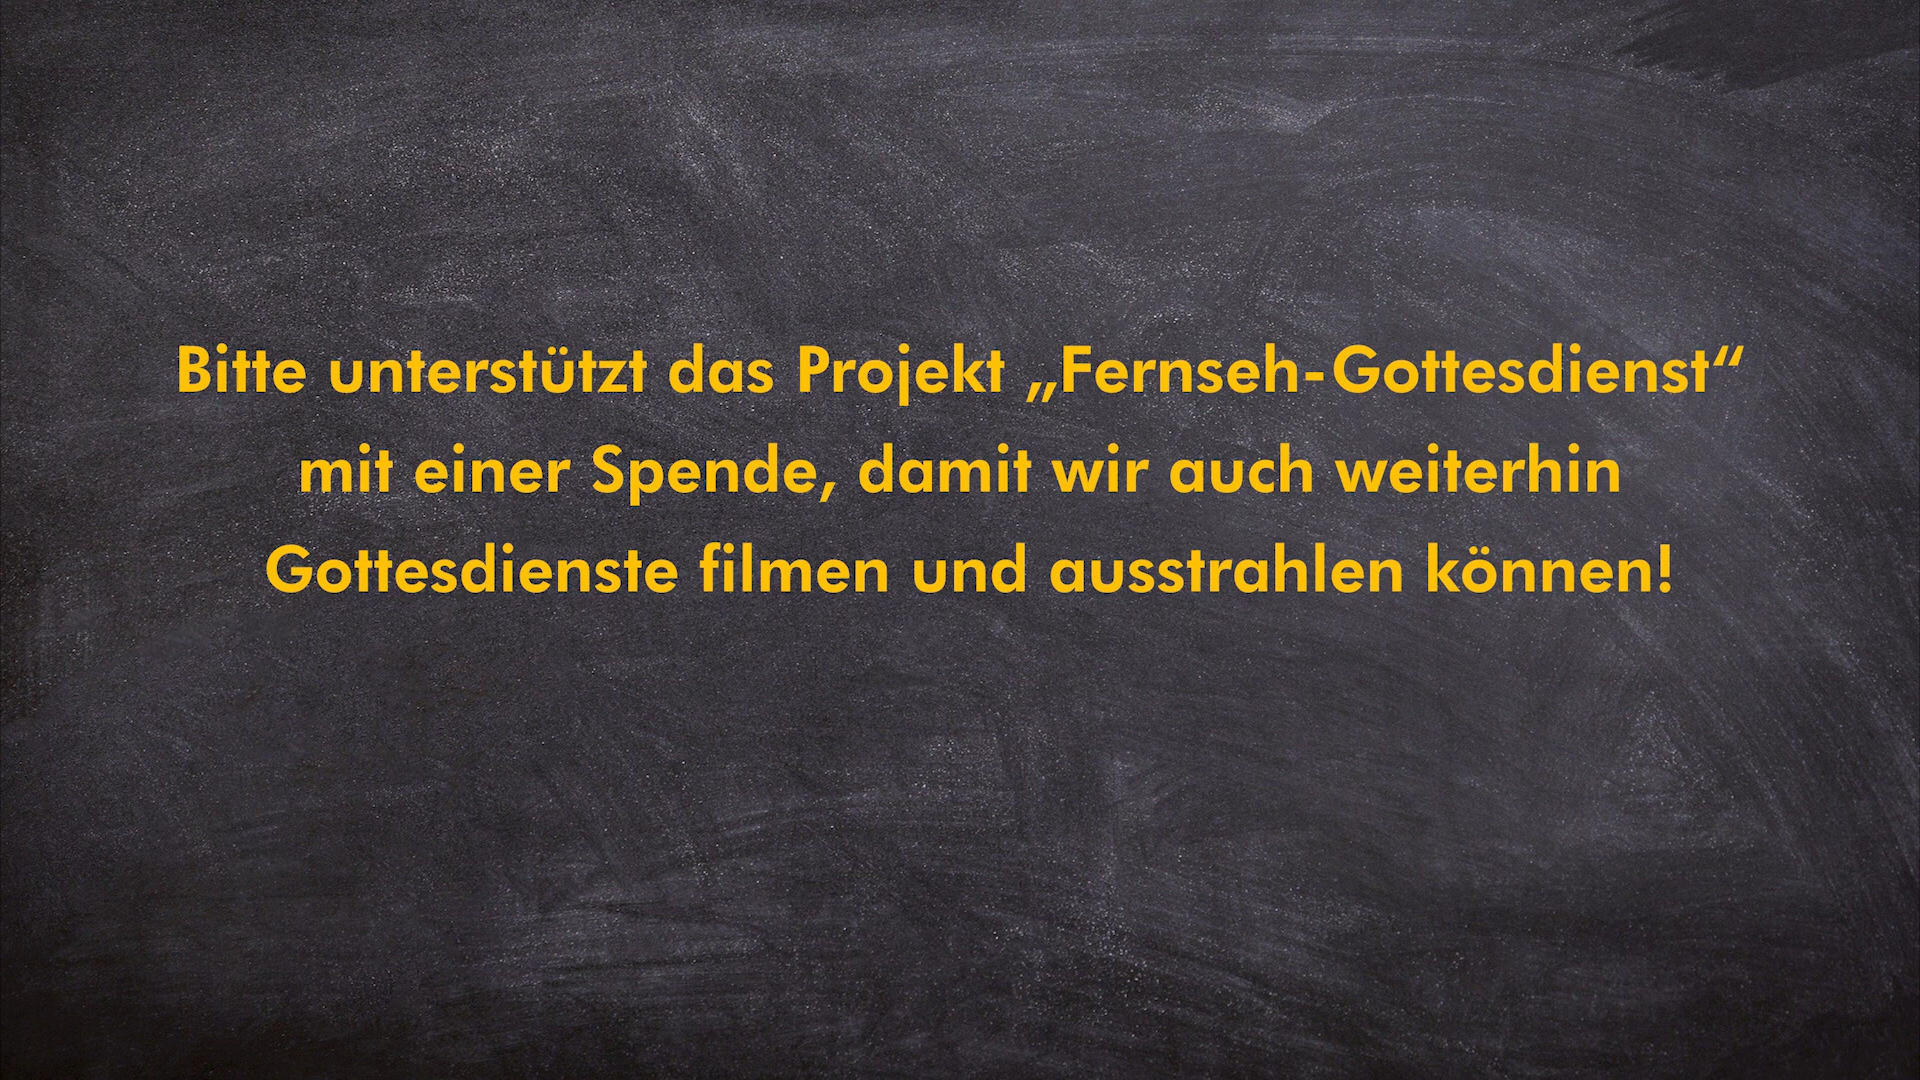 Bitte unterstützt das Projekt „Fernseh-Gottesdienst“
mit einer Spende, damit wir auch weiterhin
Gottesdienste filmen und ausstrahlen können!